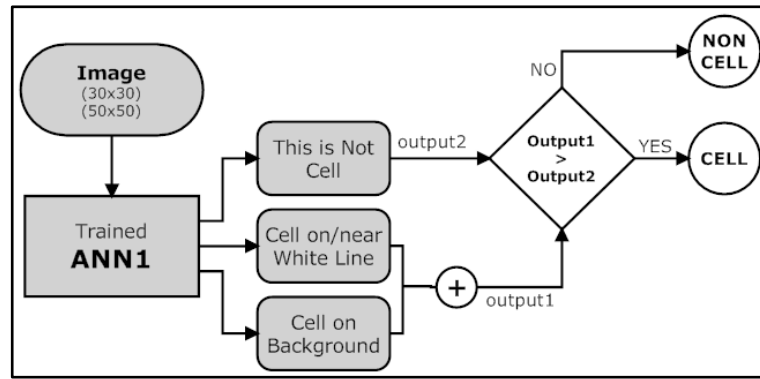 Image
(30x30)
(50x50)
Trained
ANN1
This is Not
Cell
Cell on/near
White Line
Cell on
Background
output2
+
output1
Output1
>
Output2
NO
YES
NON
CELL
CELL